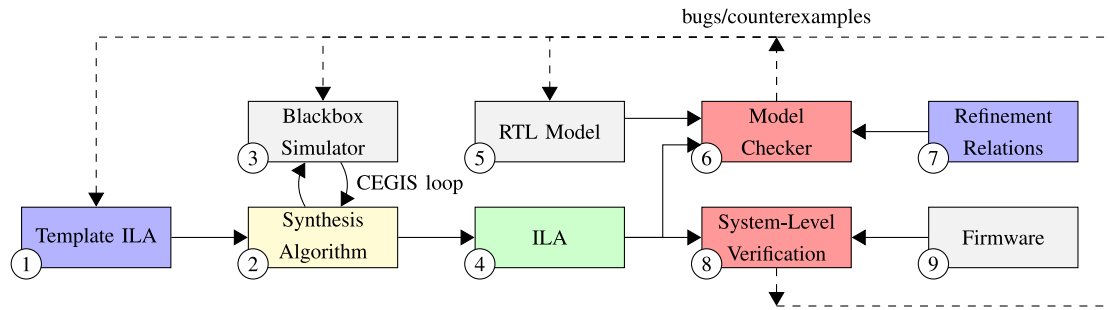 bugs/counterexamples
Blackbox
Simulator
3
RTL Model
5
Model
Checker
6
Refinement
Relations
7
CEGIS loop
Template ILA
1
Synthesis
Algorithm
2
ILA
4
System-Level
Verification
8
Firmware
9